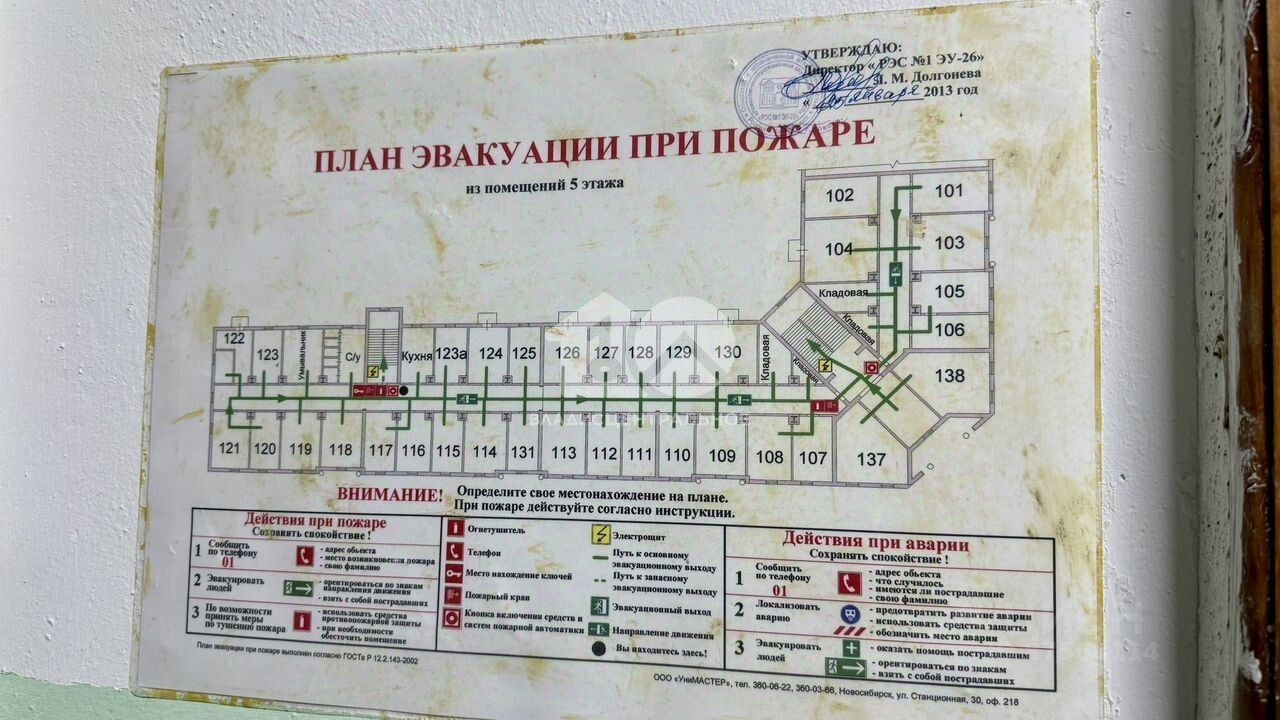 УТВЕРЖДАЮ:
Директор « РЭС №1 ЭУ-26»
Л. М. Долгонева
января 2013 год
«РЭС №1 ЭУ-26»
ПЛАН ЭВАКУАЦИИ ПРИ ПОЖАРЕ
из помещений 5 этажа
102
101
104
103
Кладовая
105
Кладовая
106
122
123
Умывальник
С/у
Кухня
123а
124
125
126
127
128
129
130
Кладовая
Кладовая
138
121
120
119
118
117
116
115
114
131
113
112
111
110
109
108
107
137
ВНИМАНИЕ!
Определите свое местонахождение на плане.
При пожаре действуйте согласно инструкции.
Действия при пожаре
Сохранять спокойствие !
1 Сообщить
по телефону
01
- адрес обьекта
- место возникновения пожара
- свою фамилию
2 Эвакуировать
людей
- ориентироваться по знакам
направления движения
- взять с собой пострадавших
3 По возможности
принять меры
по тушению пожара
- использовать средства
противопожарной защиты
- при необходимости
обесточить помещение
Огнетушитель
Телефон
Место нахождение ключей
Пожарный кран
Кнопка включения средств и
систем пожарной автоматики
Электрощит
Путь к основному
эвакуационному выходу
Путь к запасному
эвакуационному выходу
Эвакуационный выход
Направление движения
Вы находитесь здесь!
Действия при аварии
Сохранять спокойствие !
1 Сообщить
по телефону
01
- адрес обьекта
- что случилось
- имеются ли пострадавшие
- свою фамилию
2 Локализовать
аварию
- предотвратить развитие аварии
- использовать средства защиты
- обозначить место аварии
3 Эвакуировать
людей
- оказать помощь пострадавшим
- ориентироваться по знакам
- взять с собой пострадавших
План эвакуации при пожаре выполнен согласно ГОСТа Р 12.2.143-2002
ООО «УниМАСТЕР», тел. 360-06-22, 360-03-66, Новосибирск, ул. Станционная, 30, оф. 218